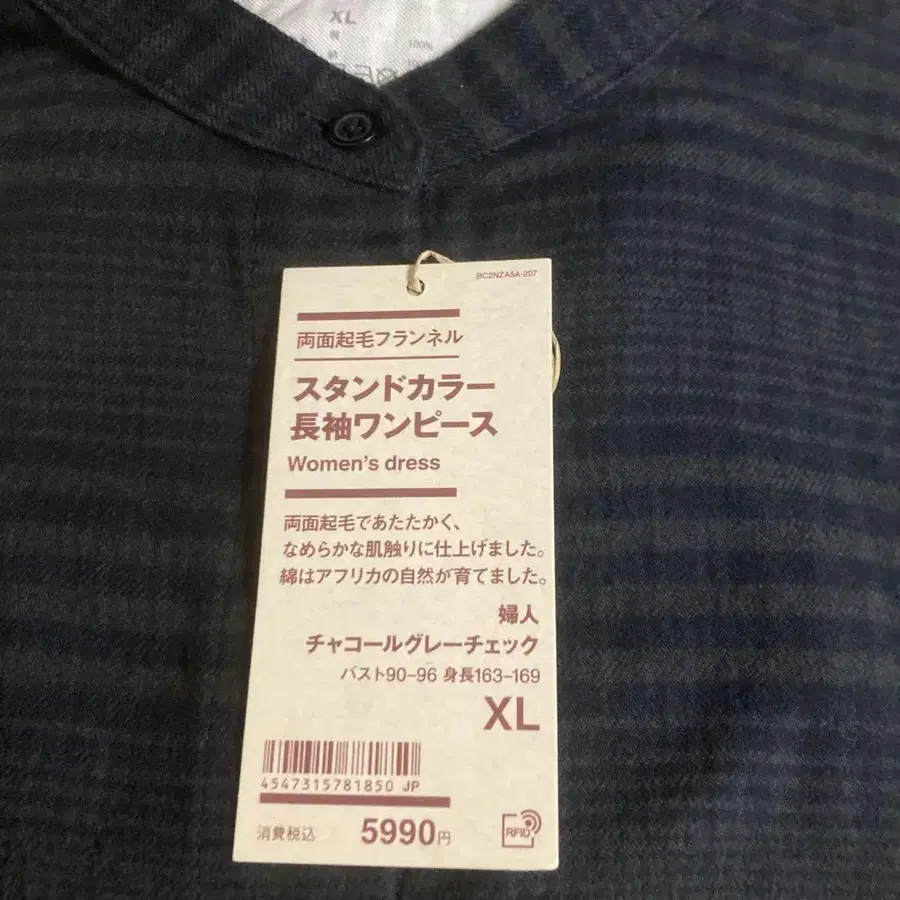 XL
100%
BC2NZA5A-207
両面起毛フランネル
スタンドカラー
長袖ワンピース
Women's dress
両面起毛であたたかく、
なめらかな肌触りに仕上げました。
綿はアフリカの自然が育てました。
婦人
チャコールグレーチェック
バスト90–96 身長163–169
XL
4547315781850 JP
消費税込 5990円
RFID